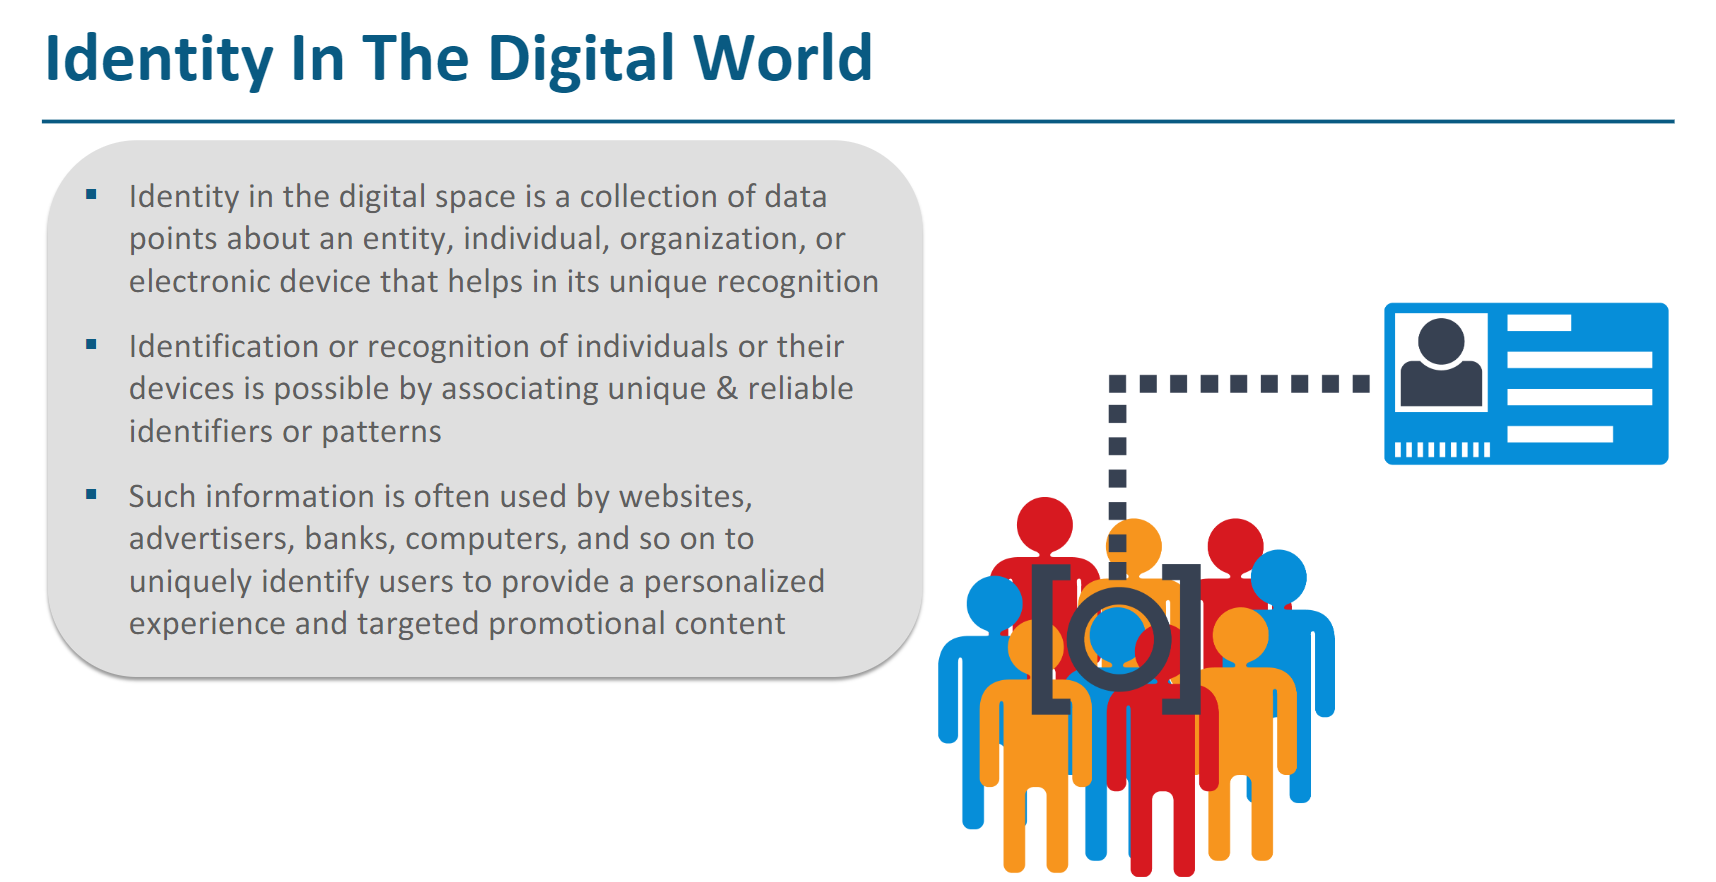 Identity In The Digital World
▪ Identity in the digital space is a collection of data
points about an entity, individual, organization, or
electronic device that helps in its unique recognition
▪ Identification or recognition of individuals or their
devices is possible by associating unique & reliable
identifiers or patterns
▪ Such information is often used by websites,
advertisers, banks, computers, and so on to
uniquely identify users to provide a personalized
experience and targeted promotional content